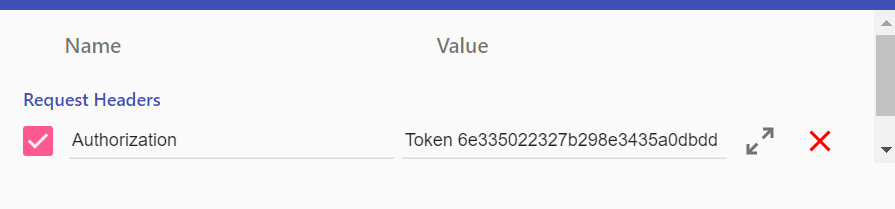 Name Value
Request Headers
Authorization Token 6e335022327b298e3435a0dbdd